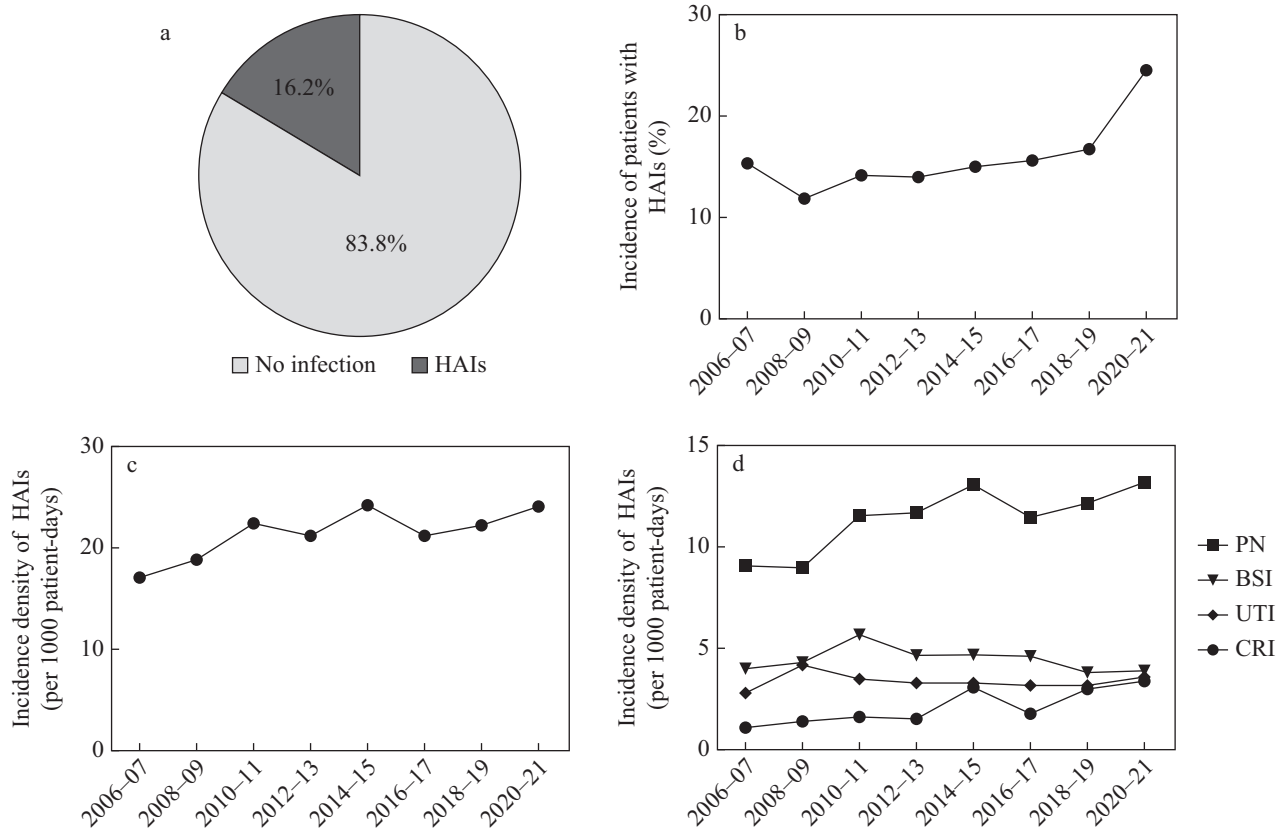 a
16.2%
83.8%
No infection
HAIs
b
Incidence of patients with
HAIs (%)
30
20
10
0
2006–07
2008–09
2010–11
2012–13
2014–15
2016–17
2018–19
2020–21
c
Incidence density of HAIs
(per 1000 patient-days)
30
20
10
0
2006–07
2008–09
2010–11
2012–13
2014–15
2016–17
2018–19
2020–21
d
Incidence density of HAIs
(per 1000 patient-days)
15
10
5
0
2006–07
2008–09
2010–11
2012–13
2014–15
2016–17
2018–19
2020–21
PN
BSI
UTI
CRI